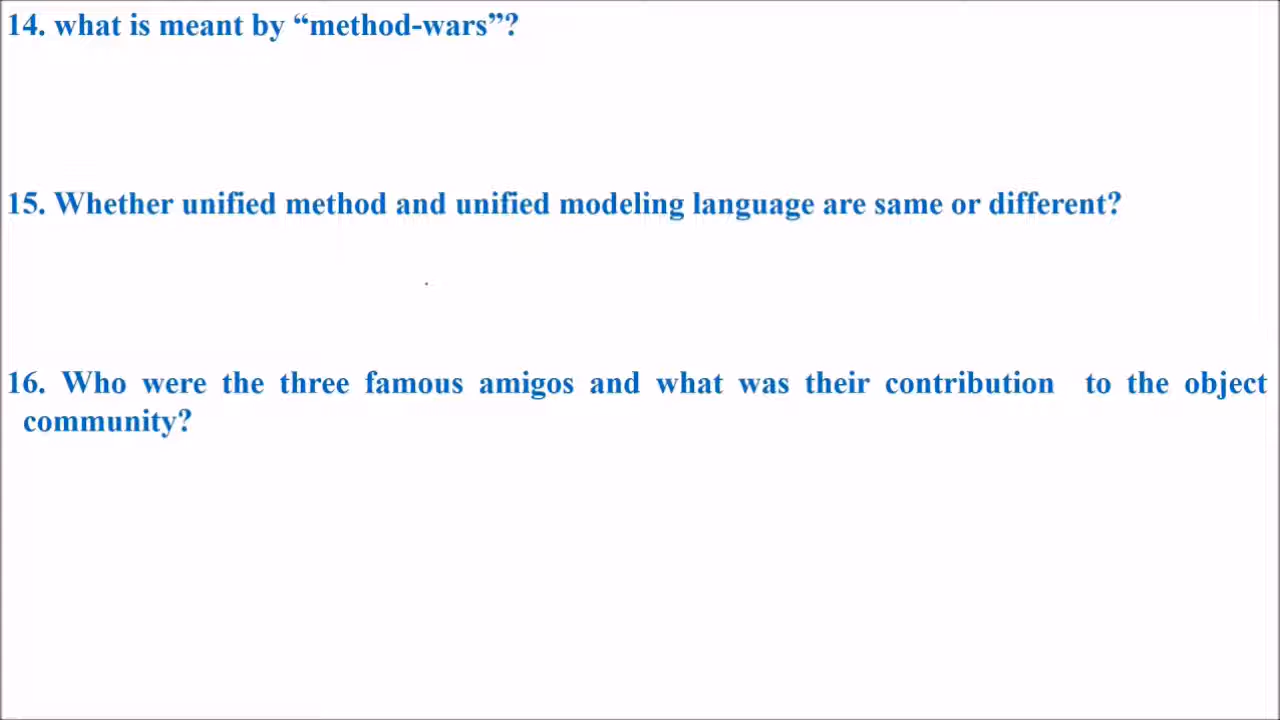 14. what is meant by “method-wars”?
15. Whether unified method and unified modeling language are same or different?
16. Who were the three famous amigos and what was their contribution to the object
community?